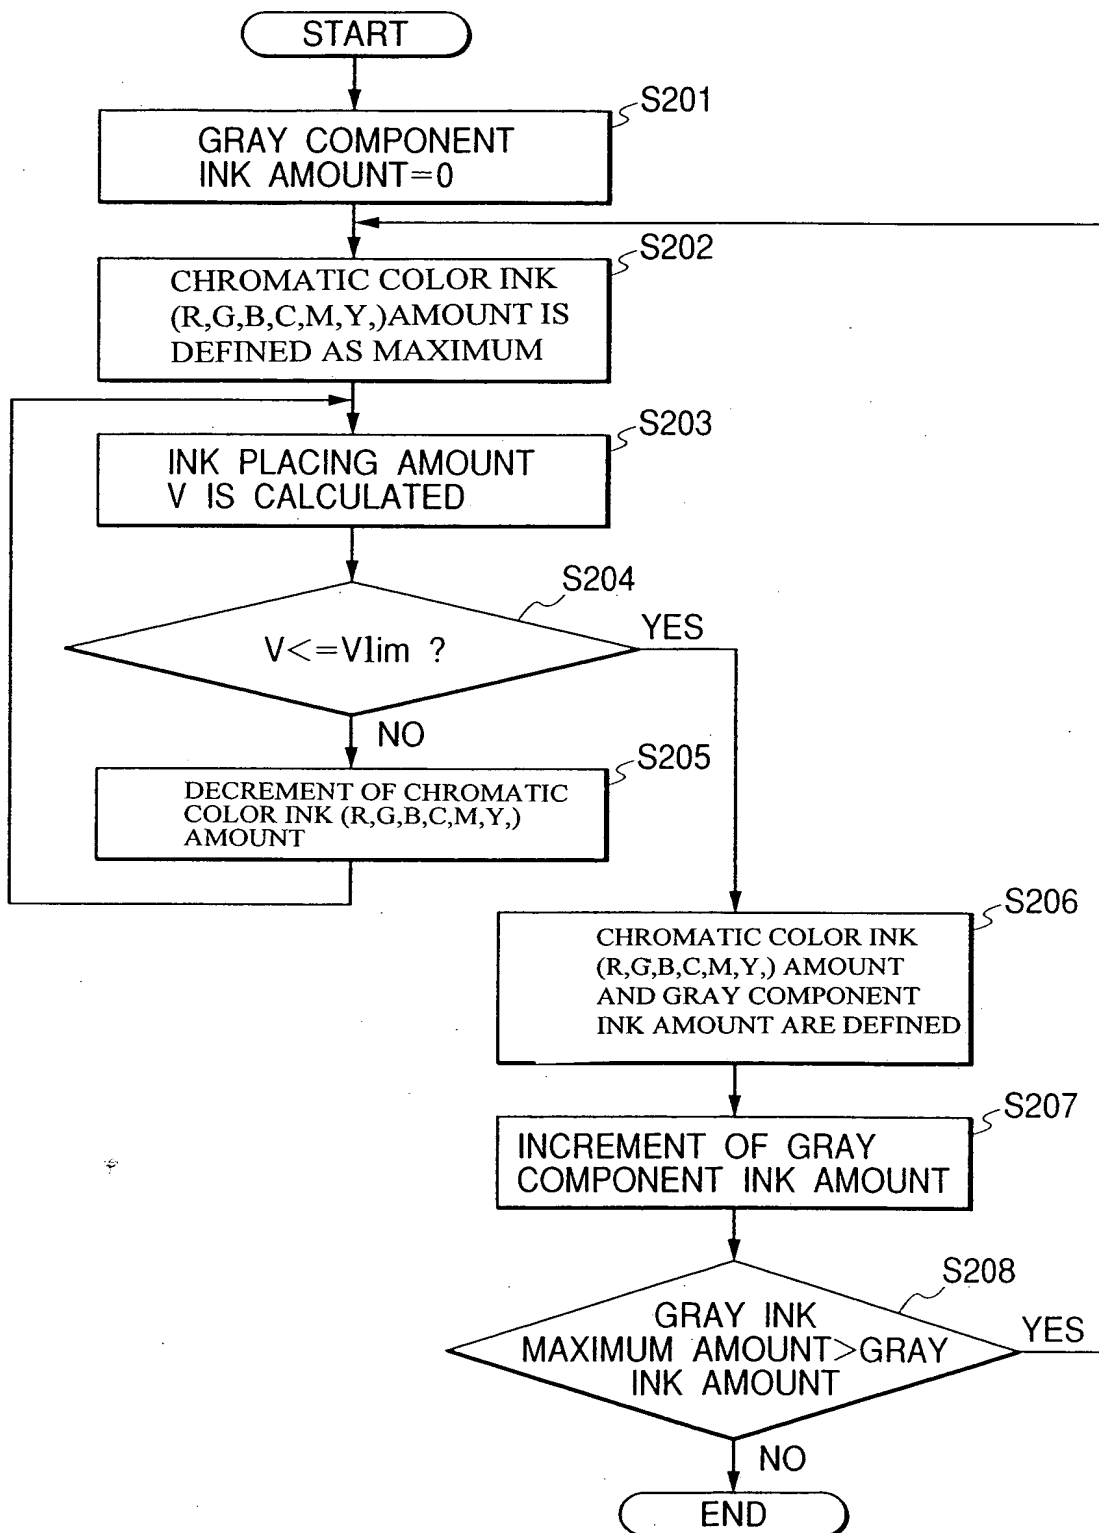 START
S201
GRAY COMPONENT
INK AMOUNT=0
S202
CHROMATIC COLOR INK
(R,G,B,C,M,Y,)AMOUNT IS
DEFINED AS MAXIMUM
S203
INK PLACING AMOUNT
V IS CALCULATED
S204
V<=Vlim ?
YES
NO
S205
DECREMENT OF CHROMATIC
COLOR INK (R,G,B,C,M,Y,)
AMOUNT
S206
CHROMATIC COLOR INK
(R,G,B,C,M,Y,) AMOUNT
AND GRAY COMPONENT
INK AMOUNT ARE DEFINED
S207
INCREMENT OF GRAY
COMPONENT INK AMOUNT
S208
GRAY INK
MAXIMUM AMOUNT>GRAY
INK AMOUNT
YES
NO
END